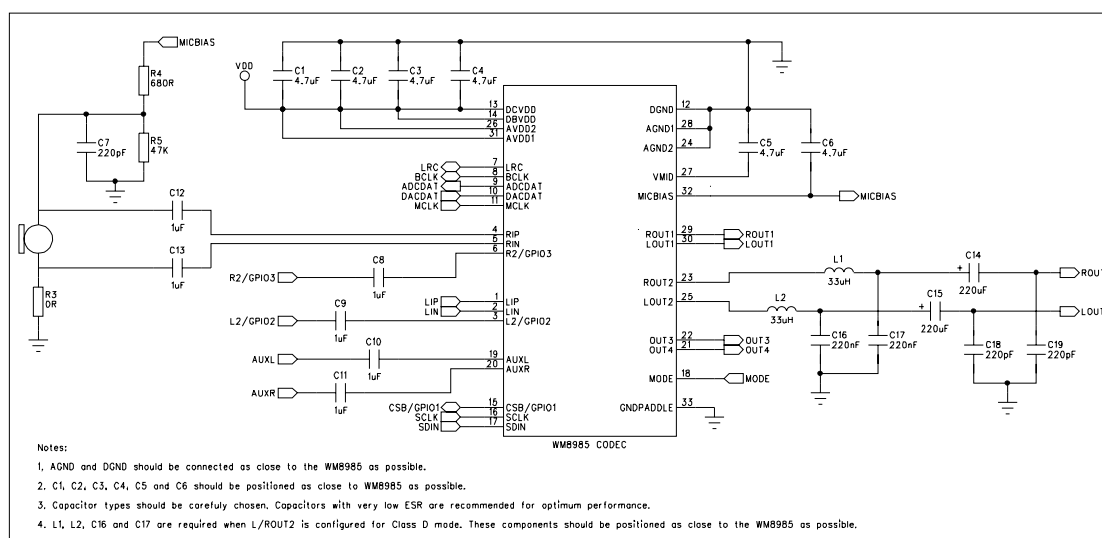 MICBIAS
R4
680R
C7
220pF
R5
47K
C12
1uF
C13
1uF
R3
0R
VDD
C1
4.7uF
C2
4.7uF
C3
4.7uF
C4
4.7uF
13 DCVDD
14 DBVDD
26 AVDD2
31 AVDD1
LRC 7 LRC
BCLK 8 BCLK
ADCDAT 9 ADCDAT
DACDAT 10 DACDAT
MCLK 11 MCLK
4 RIP
5 RIN
6 R2/GPIO3
R2/GPIO3
C8
1uF
LIP 1 LIP
LIN 2 LIN
3 L2/GPIO2
L2/GPIO2
C9
1uF
AUXL
C10
1uF
19 AUXL
20 AUXR
AUXR
C11
1uF
CSB/GPIO1 15 CSB/GPIO1
SCLK 16 SCLK
SDIN 17 SDIN
DGND 12
AGND1 28
AGND2 24
VMID 27
MICBIAS 32
C5
4.7uF
C6
4.7uF
MICBIAS
ROUT1 29 ROUT1
LOUT1 30 LOUT1
ROUT2 23
LOUT2 25
L1
33uH
L2
33uH
C14
+
220uF
C15
+
220uF
ROUT
LOUT
C16
220nF
C17
220nF
C18
220pF
C19
220pF
OUT3 22 OUT3
OUT4 21 OUT4
MODE 18 MODE
GNDPADDLE 33
WM8985 CODEC
Notes:
1, AGND and DGND should be connected as close to the WM8985 as possible.
2. C1, C2, C3, C4, C5 and C6 should be positioned as close to WM8985 as possible.
3. Capacitor types should be carefuly chosen. Capacitors with very low ESR are recommended for optimum performance.
4. L1, L2, C16 and C17 are required when L/ROUT2 is configured for Class D mode. These components should be positioned as close to the WM8985 as possible.